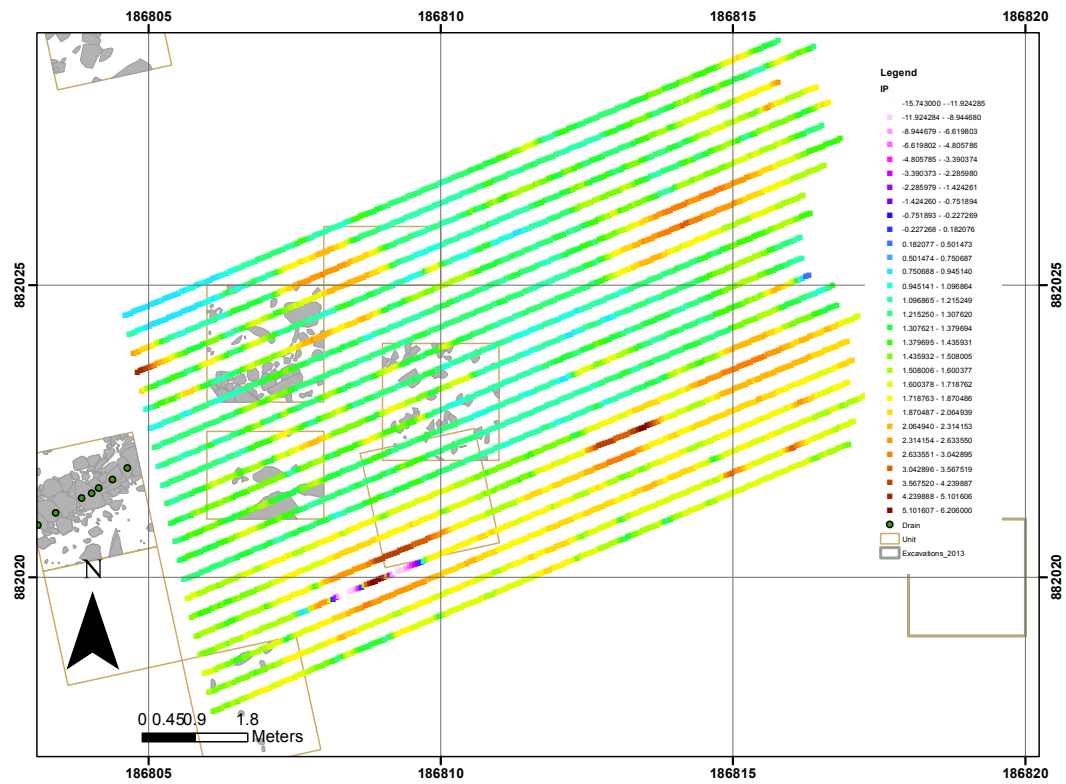 186805 186810 186815 186820
Legend
IP
-15.743000 - -11.924285
-11.924284 - -8.944680
-8.944679 - -6.619803
-6.619802 - -4.805786
-4.805785 - -3.390374
-3.390373 - -2.285980
-2.285979 - -1.424261
-1.424260 - -0.751894
-0.751893 - -0.227269
-0.227268 - 0.182076
0.182077 - 0.501473
0.501474 - 0.750687
0.750688 - 0.945140
0.945141 - 1.096864
1.096865 - 1.215249
1.215250 - 1.307620
1.307621 - 1.379694
1.379695 - 1.435931
1.435932 - 1.508005
1.508006 - 1.600377
1.600378 - 1.718762
1.718763 - 1.870486
1.870487 - 2.064939
2.064940 - 2.314153
2.314154 - 2.633550
2.633551 - 3.042895
3.042896 - 3.567519
3.567520 - 4.239887
4.239888 - 5.101606
5.101607 - 6.206000
Drain
Unit
Excavations_2013
882025 882025
882020 882020
N
0 0.45 0.9 1.8
Meters
186805 186810 186815 186820